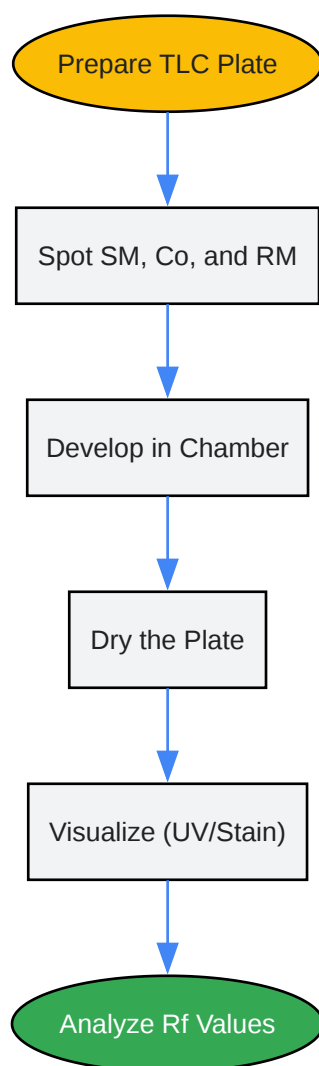 Prepare TLC Plate
Spot SM, Co, and RM
Develop in Chamber
Dry the Plate
Visualize (UV/Stain)
Analyze Rf Values